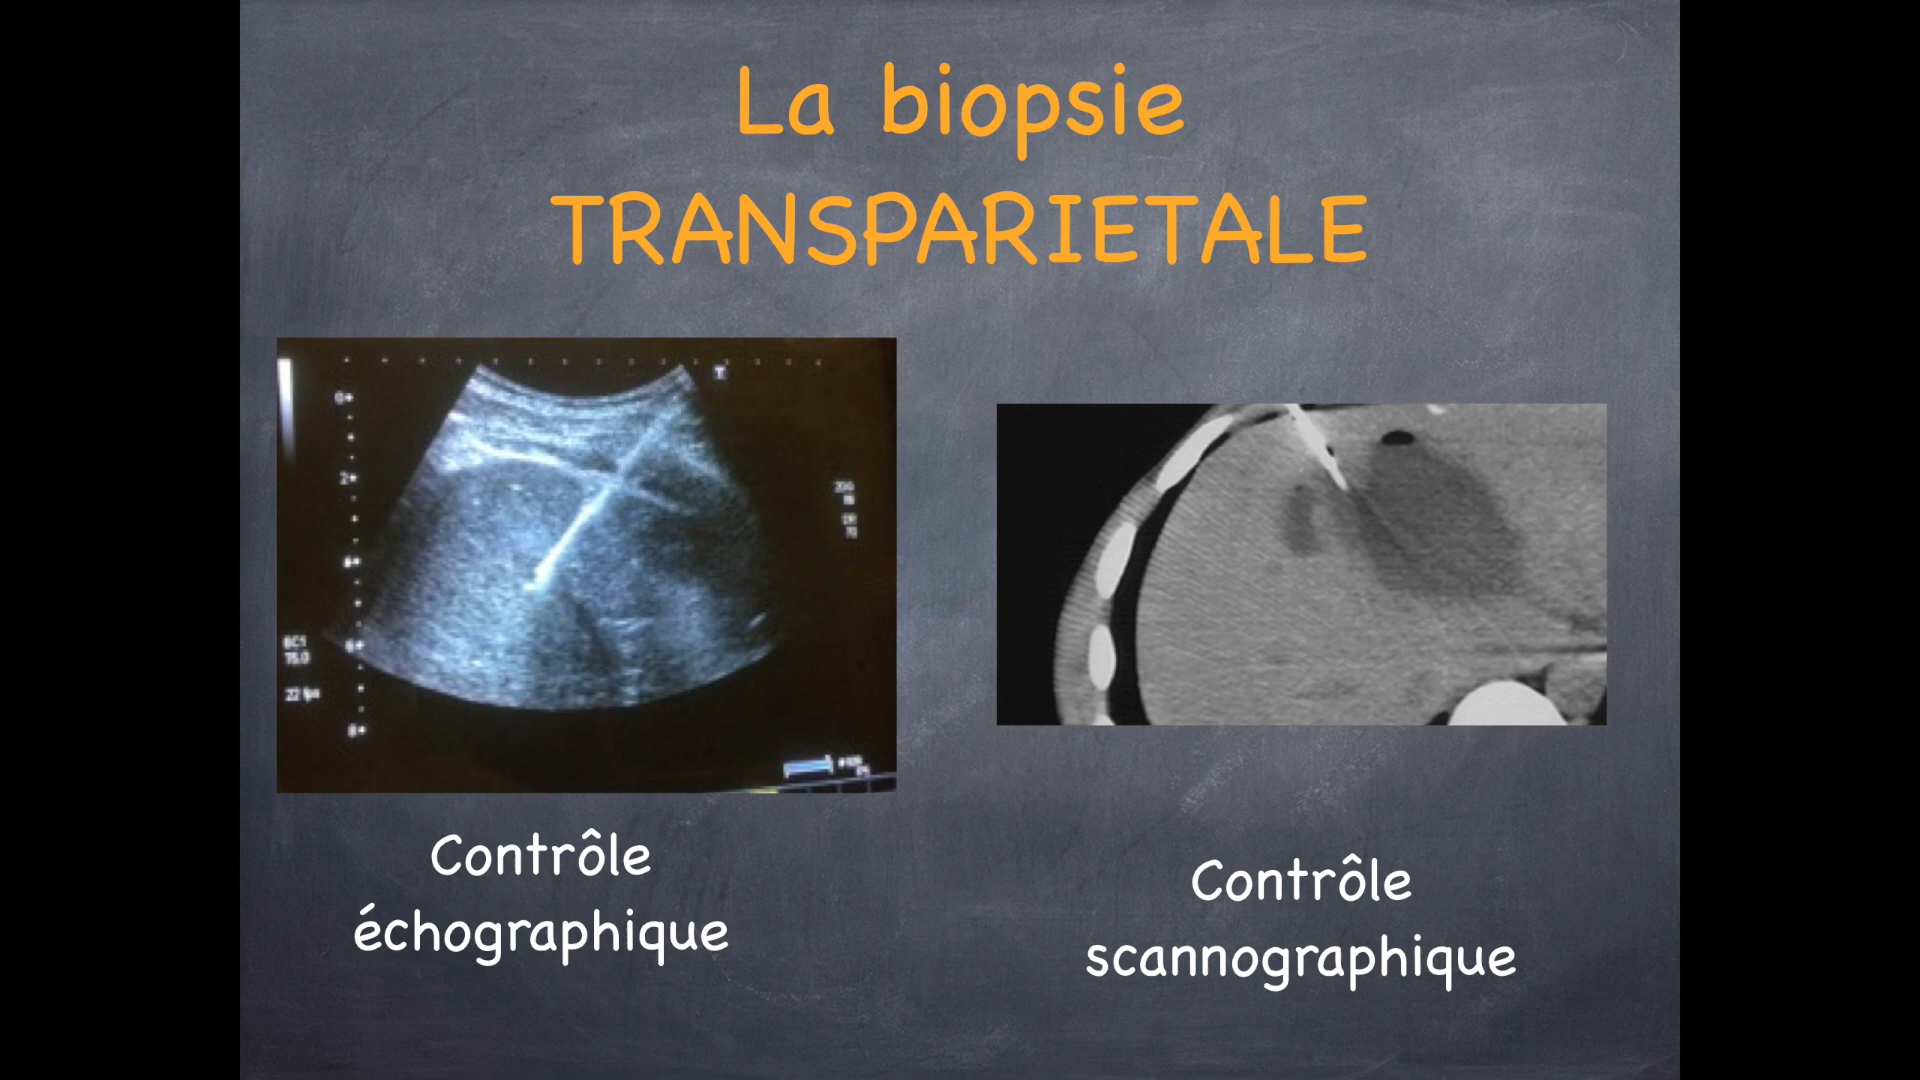 La biopsie
TRANSPARIETALE
Contrôle
échographique
Contrôle
scannographique